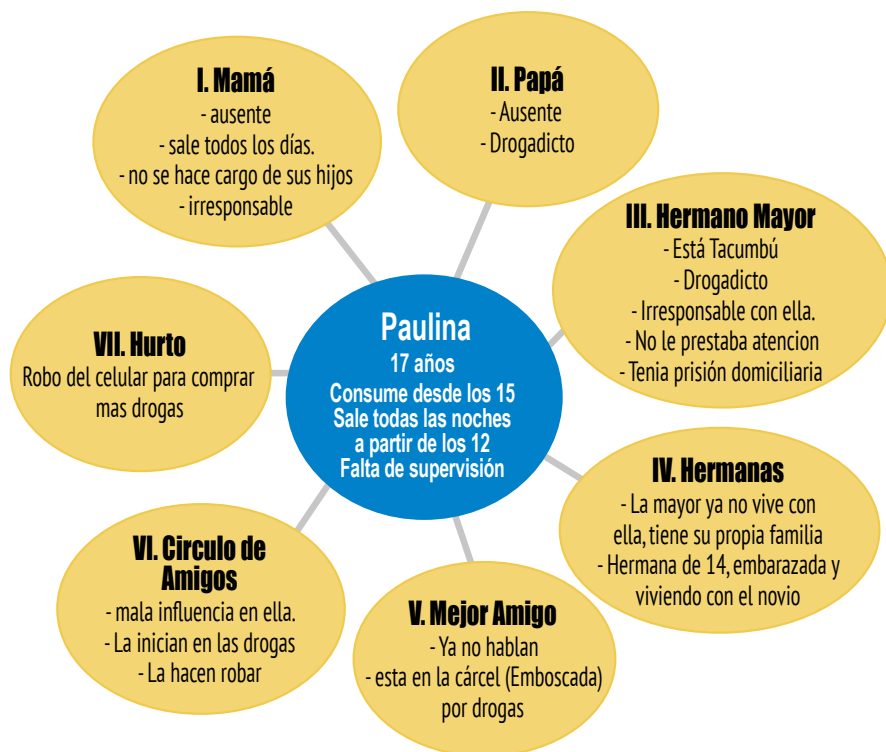 I. Mamá
- ausente
- sale todos los días.
- no se hace cargo de sus hijos
- irresponsable
II. Papá
- Ausente
- Drogadicto
III. Hermano Mayor
- Está Tacumbú
- Drogadicto
- Irresponsable con ella.
- No le prestaba atencion
- Tenia prisión domiciliaria
Paulina
17 años
Consume desde los 15
Sale todas las noches
a partir de los 12
Falta de supervisión
VII. Hurto
Robo del celular para comprar
mas drogas
IV. Hermanas
- La mayor ya no vive con
ella, tiene su propia familia
- Hermana de 14, embarazada y
viviendo con el novio
VI. Circulo de
Amigos
- mala influencia en ella.
- La inician en las drogas
- La hacen robar
V. Mejor Amigo
- Ya no hablan
- esta en la cárcel (Emboscada)
por drogas